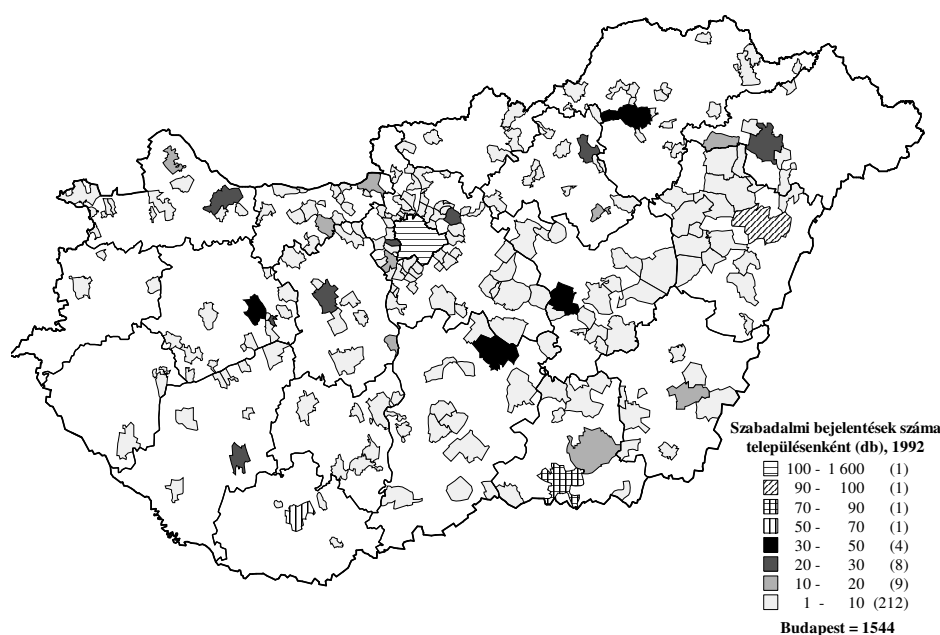 Szabadalmi bejelentések száma
településenként (db), 1992
100 - 1 600 (1)
90 - 100 (1)
70 - 90 (1)
50 - 70 (1)
30 - 50 (4)
20 - 30 (8)
10 - 20 (9)
1 - 10 (212)
Budapest = 1544